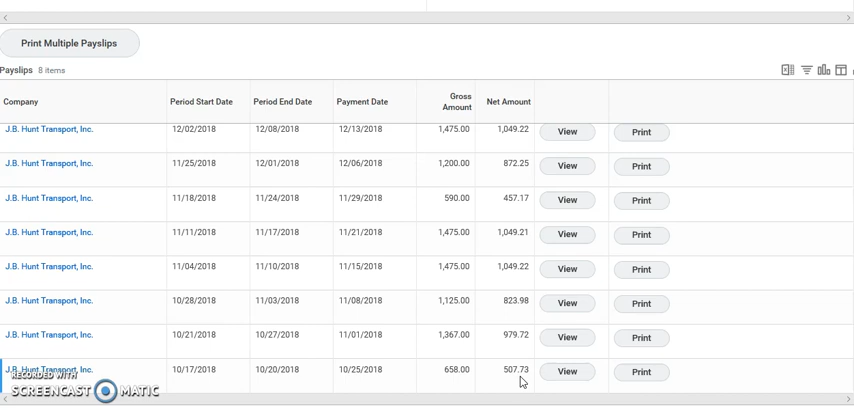 Print Multiple Payslips
Payslips 8 items
Company Period Start Date Period End Date Payment Date Gross Amount Net Amount
J.B. Hunt Transport, Inc. 12/02/2018 12/08/2018 12/13/2018 1,475.00 1,049.22 View Print
J.B. Hunt Transport, Inc. 11/25/2018 12/01/2018 12/06/2018 1,200.00 872.25 View Print
J.B. Hunt Transport, Inc. 11/18/2018 11/24/2018 11/29/2018 590.00 457.17 View Print
J.B. Hunt Transport, Inc. 11/11/2018 11/17/2018 11/21/2018 1,475.00 1,049.21 View Print
J.B. Hunt Transport, Inc. 11/04/2018 11/10/2018 11/15/2018 1,475.00 1,049.22 View Print
J.B. Hunt Transport, Inc. 10/28/2018 11/03/2018 11/08/2018 1,125.00 823.98 View Print
J.B. Hunt Transport, Inc. 10/21/2018 10/27/2018 11/01/2018 1,367.00 979.72 View Print
J.B. Hunt Transport, Inc. 10/17/2018 10/20/2018 10/25/2018 658.00 507.73 View Print
RECORDED WITH
SCREENCAST MATIC